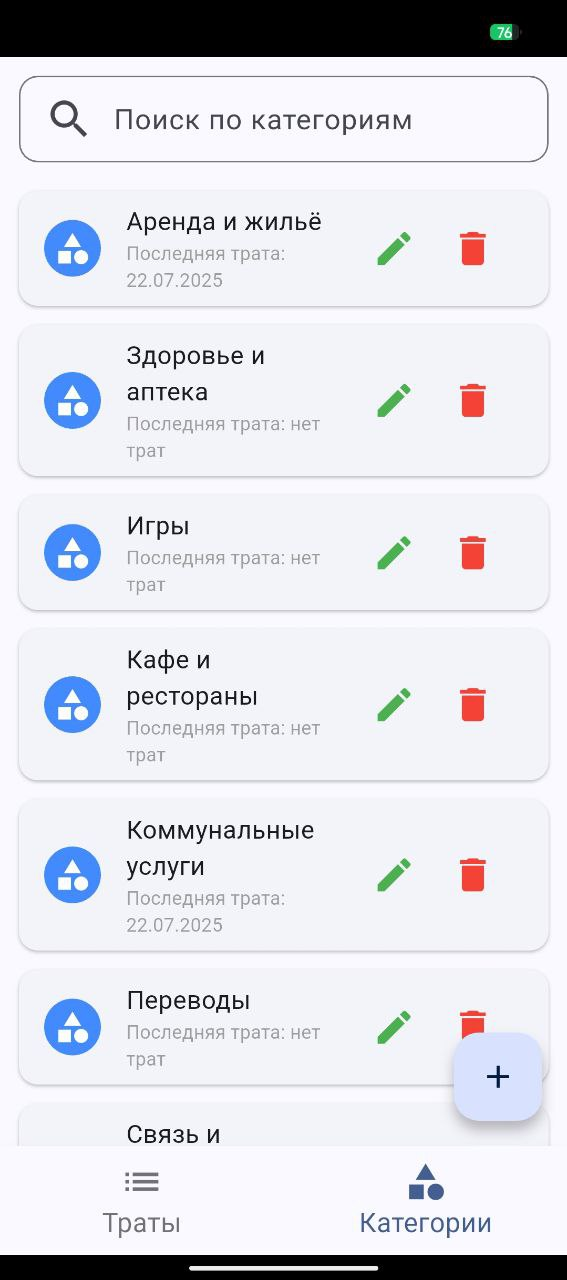 76
Поиск по категориям
Аренда и жильё
Последняя трата:
22.07.2025
Здоровье и
аптека
Последняя трата: нет
трат
Игры
Последняя трата: нет
трат
Кафе и
рестораны
Последняя трата: нет
трат
Коммунальные
услуги
Последняя трата:
22.07.2025
Переводы
Последняя трата: нет
трат
Связь и
Траты
Категории